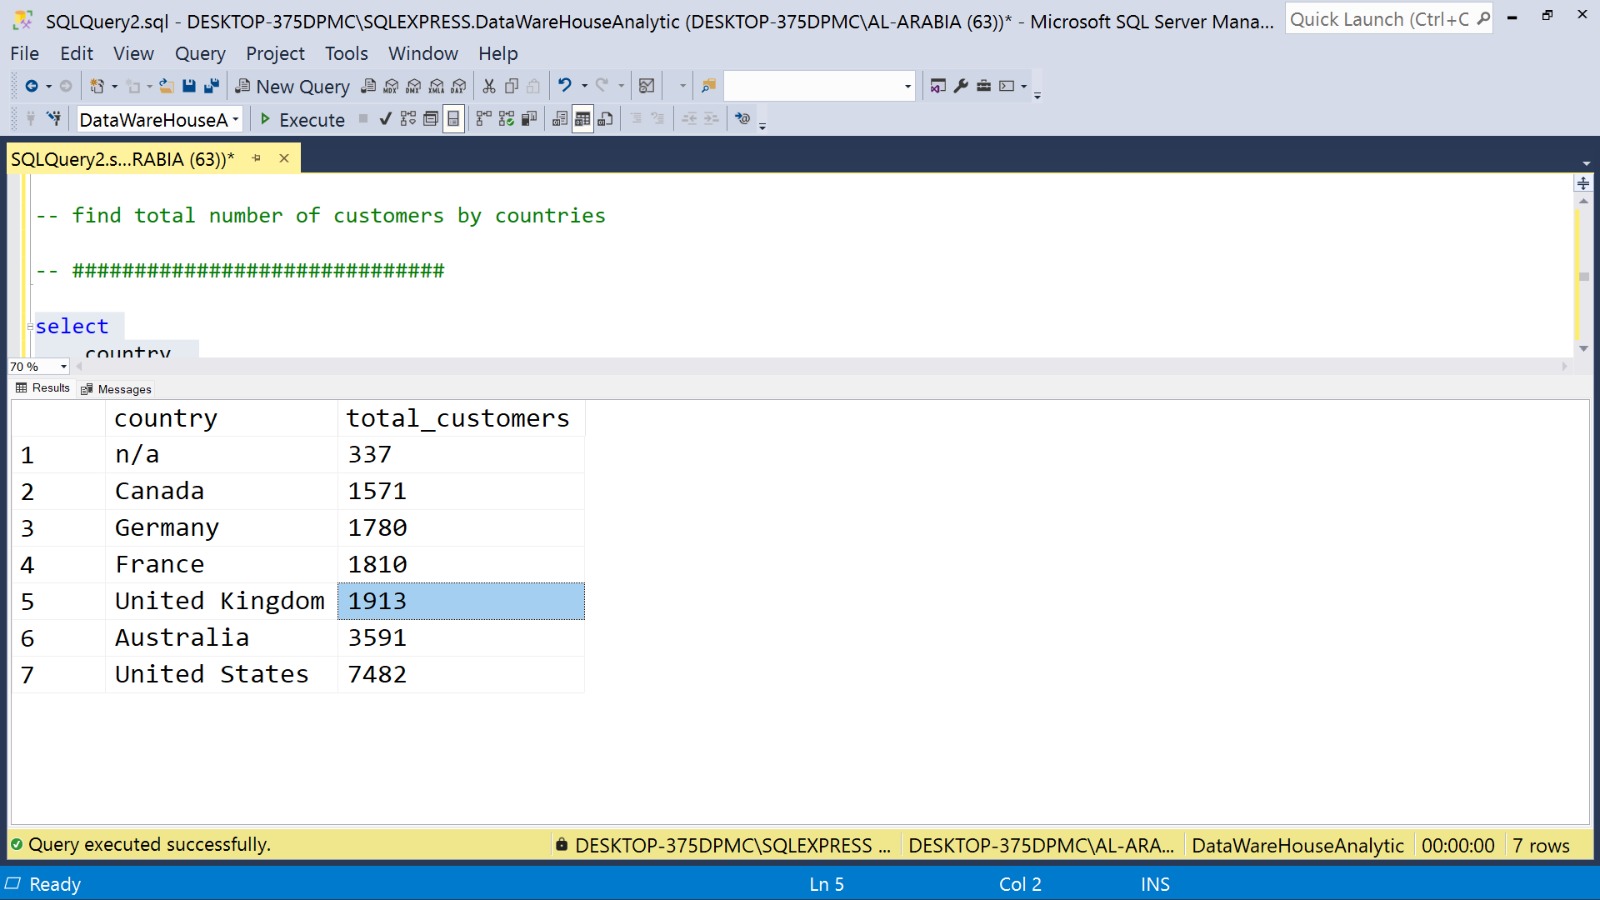 SQLQuery2.sql - DESKTOP-375DPMC\SQLEXPRESS.DataWareHouseAnalytic (DESKTOP-375DPMC\AL-ARABIA (63))* - Microsoft SQL Server Mana...
Quick Launch (Ctrl+C
File Edit View Query Project Tools Window Help
New Query
DataWareHouseA
Execute
SQLQuery2.s...RABIA (63))*
-- find total number of customers by countries
-- ##############################
select
country
70 %
Results Messages
country total_customers
1 n/a 337
2 Canada 1571
3 Germany 1780
4 France 1810
5 United Kingdom 1913
6 Australia 3591
7 United States 7482
Query executed successfully. DESKTOP-375DPMC\SQLEXPRESS ... DESKTOP-375DPMC\AL-ARA... DataWareHouseAnalytic 00:00:00 7 rows
Ready Ln 5 Col 2 INS